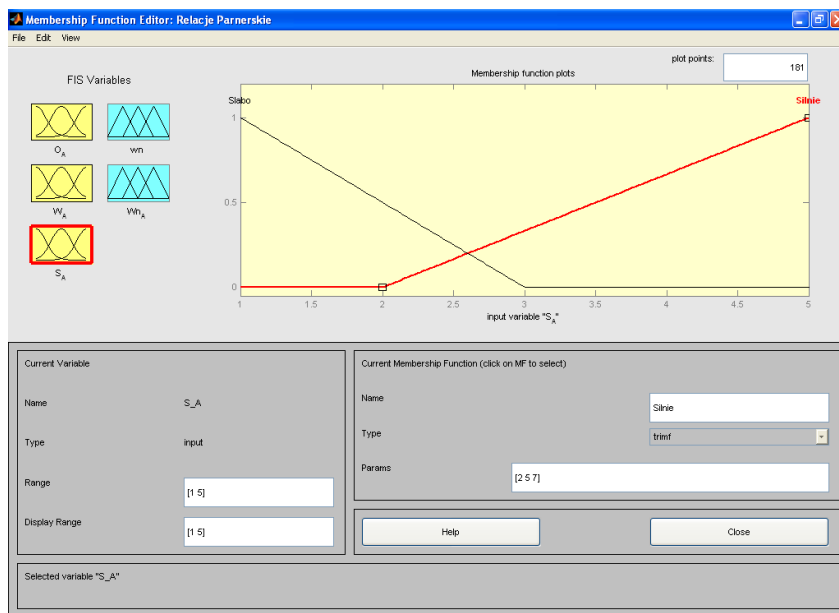 Membership Function Editor: Relacje Parnerskie
File Edit View
FIS Variables
O_A
wn
W_A
Wn_A
S_A
plot points:
181
Membership function plots
Slabo
Silnie
1
0.5
0
1 1.5 2 2.5 3 3.5 4 4.5 5
input variable "S_A"
Current Variable
Name S_A
Type input
Range [1 5]
Display Range [1 5]
Current Membership Function (click on MF to select)
Name Silnie
Type trimf
Params [2 5 7]
Help Close
Selected variable "S_A"